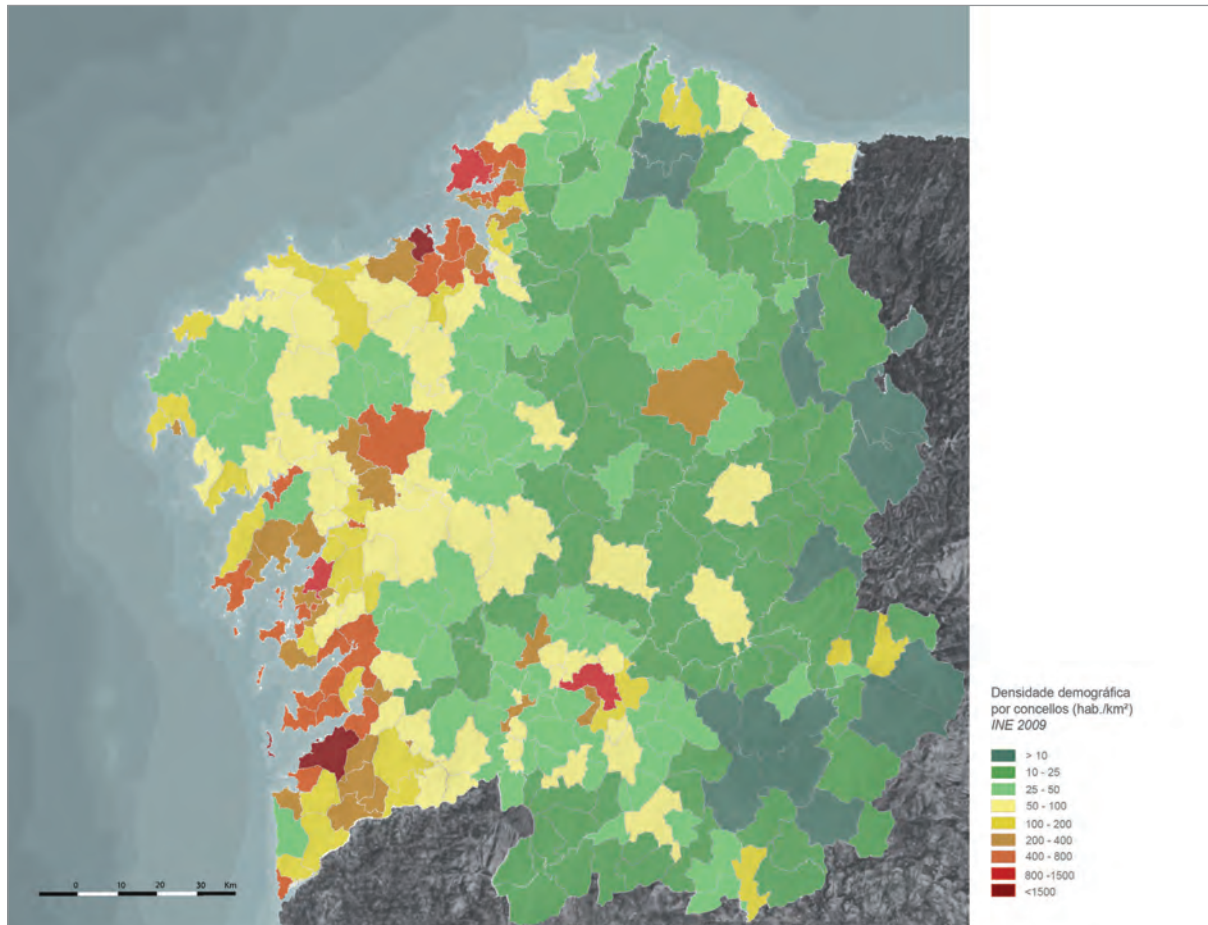 Densidade demográfica
por concellos (hab./km²)
INE 2009
> 10
10 - 25
25 - 50
50 - 100
100 - 200
200 - 400
400 - 800
800 -1500
<1500
0 10 20 30 Km